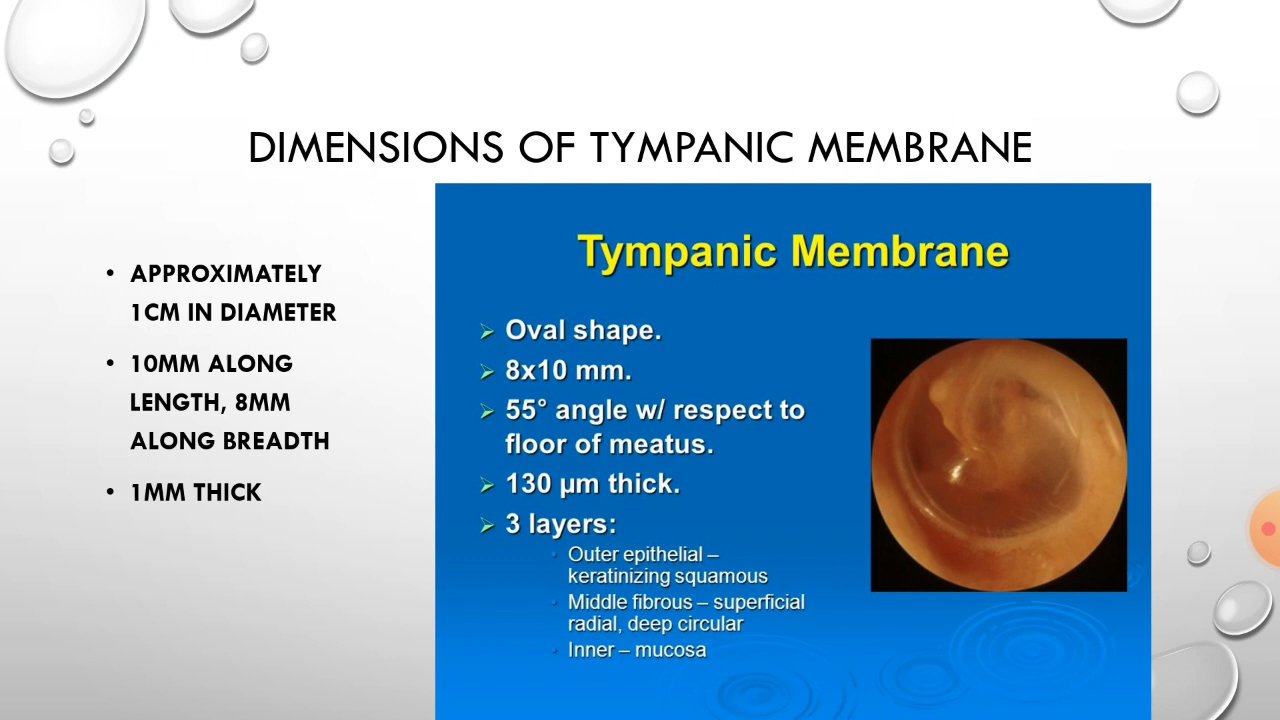 DIMENSIONS OF TYMPANIC MEMBRANE
• APPROXIMATELY
1CM IN DIAMETER
• 10MM ALONG
LENGTH, 8MM
ALONG BREADTH
• 1MM THICK
Tympanic Membrane
➢ Oval shape.
➢ 8x10 mm.
➢ 55° angle w/ respect to
floor of meatus.
➢ 130 µm thick.
➢ 3 layers:
• Outer epithelial –
keratinizing squamous
• Middle fibrous – superficial
radial, deep circular
• Inner – mucosa